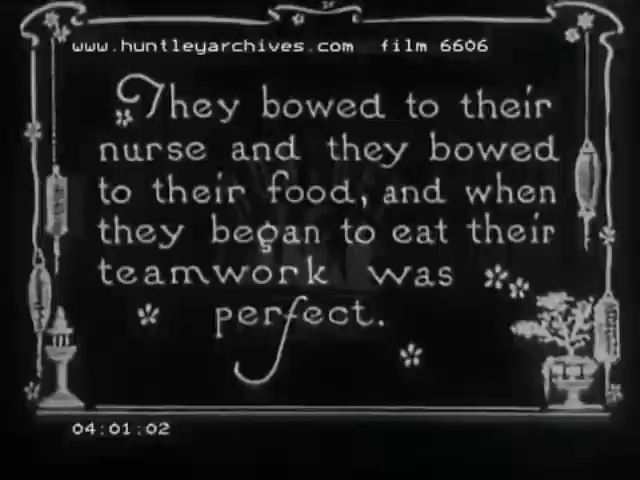 www.huntleyarchives.com film 6606
They bowed to their
nurse and they bowed
to their food, and when
they began to eat their
teamwork was
perfect.
04:01:02